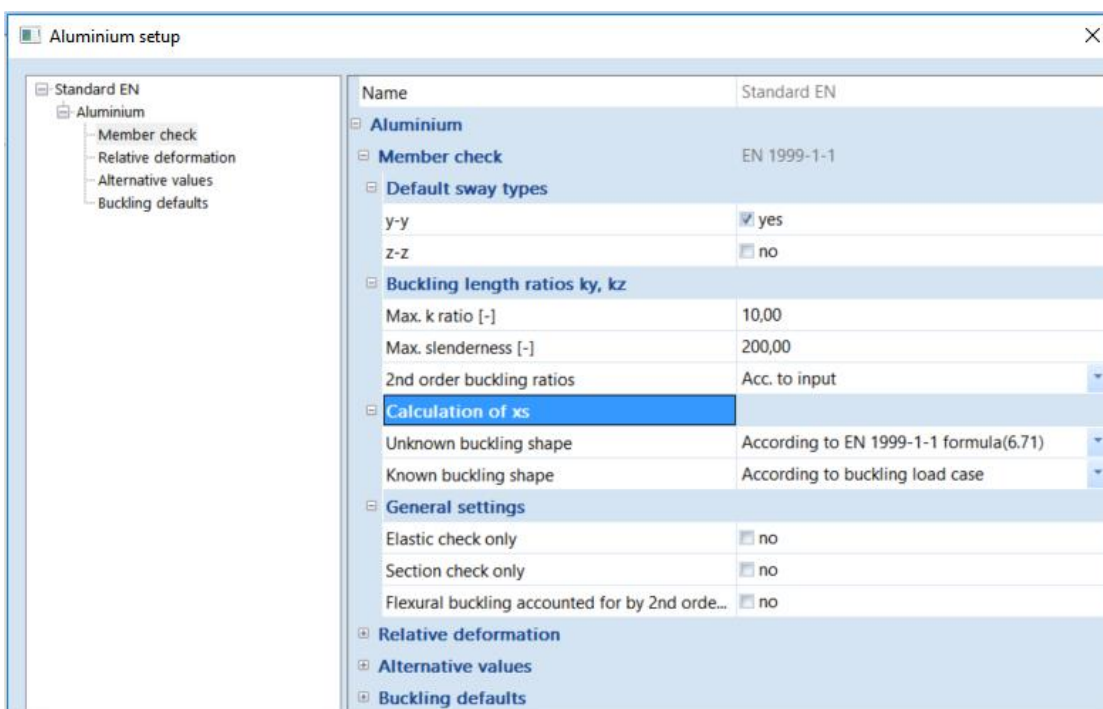 Aluminium setup
Standard EN
Aluminium
Member check
Relative deformation
Alternative values
Buckling defaults
Name Standard EN
Aluminium
Member check EN 1999-1-1
Default sway types
y-y yes
z-z no
Buckling length ratios ky, kz
Max. k ratio [-] 10,00
Max. slenderness [-] 200,00
2nd order buckling ratios Acc. to input
Calculation of xs
Unknown buckling shape According to EN 1999-1-1 formula(6.71)
Known buckling shape According to buckling load case
General settings
Elastic check only no
Section check only no
Flexural buckling accounted for by 2nd orde... no
Relative deformation
Alternative values
Buckling defaults